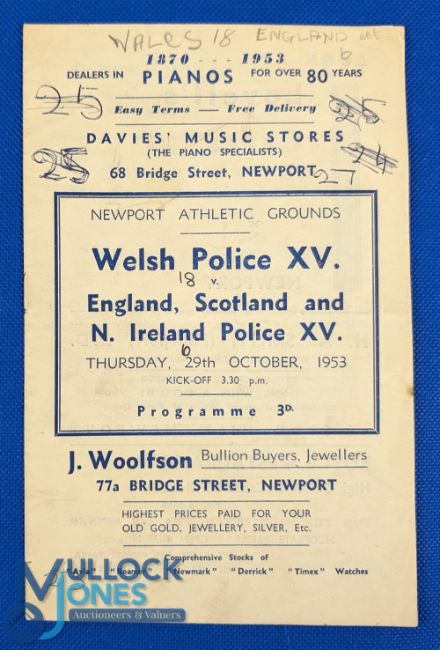 WALES 18 ENGLAND etc 6
1870 --- 1953
DEALERS IN PIANOS FOR OVER 80 YEARS
25
Easy Terms — Free Delivery
DAVIES' MUSIC STORES
(THE PIANO SPECIALISTS)
25
68 Bridge Street, NEWPORT
27
NEWPORT ATHLETIC GROUNDS
Welsh Police XV.
18 v.
England, Scotland and
N. Ireland Police XV.
6
THURSDAY, 29th OCTOBER, 1953
KICK-OFF 3.30 p.m.
Programme 3D.
J. Woolfson Bullion Buyers, Jewellers
77a BRIDGE STREET, NEWPORT
HIGHEST PRICES PAID FOR YOUR
OLD GOLD, JEWELLERY, SILVER, Etc.
Comprehensive Stocks of
"Avia" "Roamer" "Newmark" "Derrick" "Timex" Watches
MULLOCK
JONES
Auctioneers & Valuers